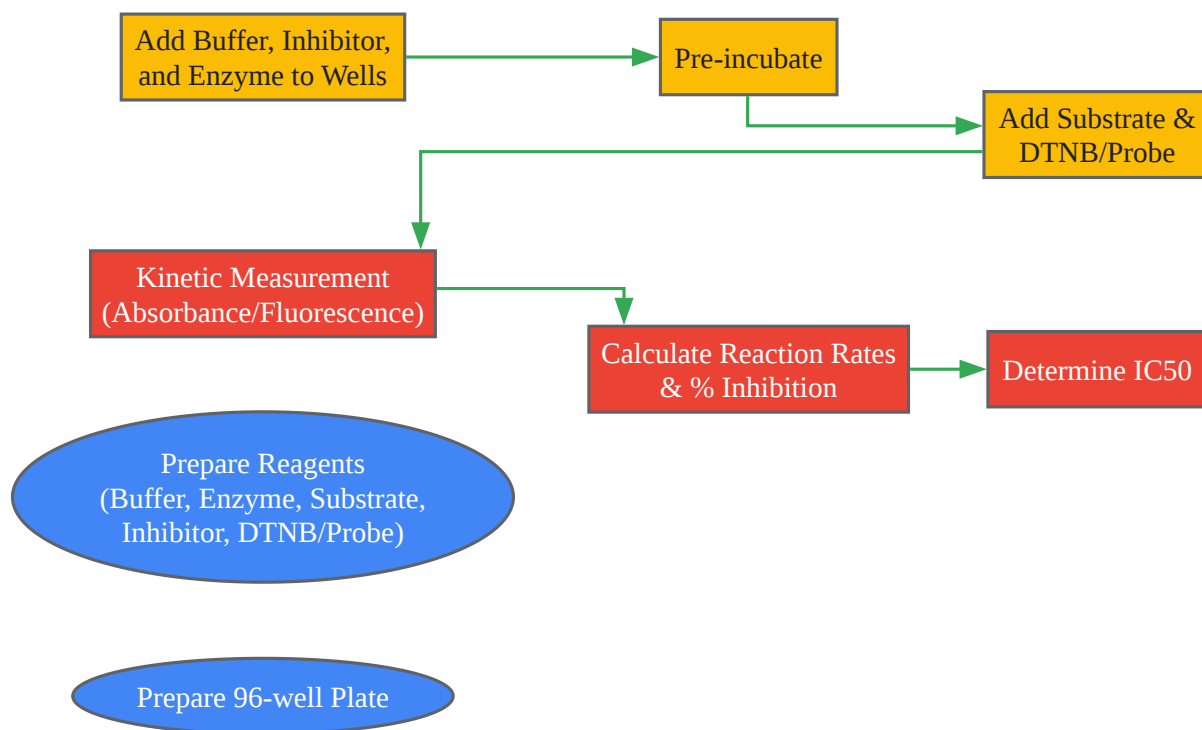 Add Buffer, Inhibitor,
and Enzyme to Wells
Pre-incubate
Add Substrate &
DTNB/Probe
Kinetic Measurement
(Absorbance/Fluorescence)
Calculate Reaction Rates
& % Inhibition
Determine IC50
Prepare Reagents
(Buffer, Enzyme, Substrate,
Inhibitor, DTNB/Probe)
Prepare 96-well Plate